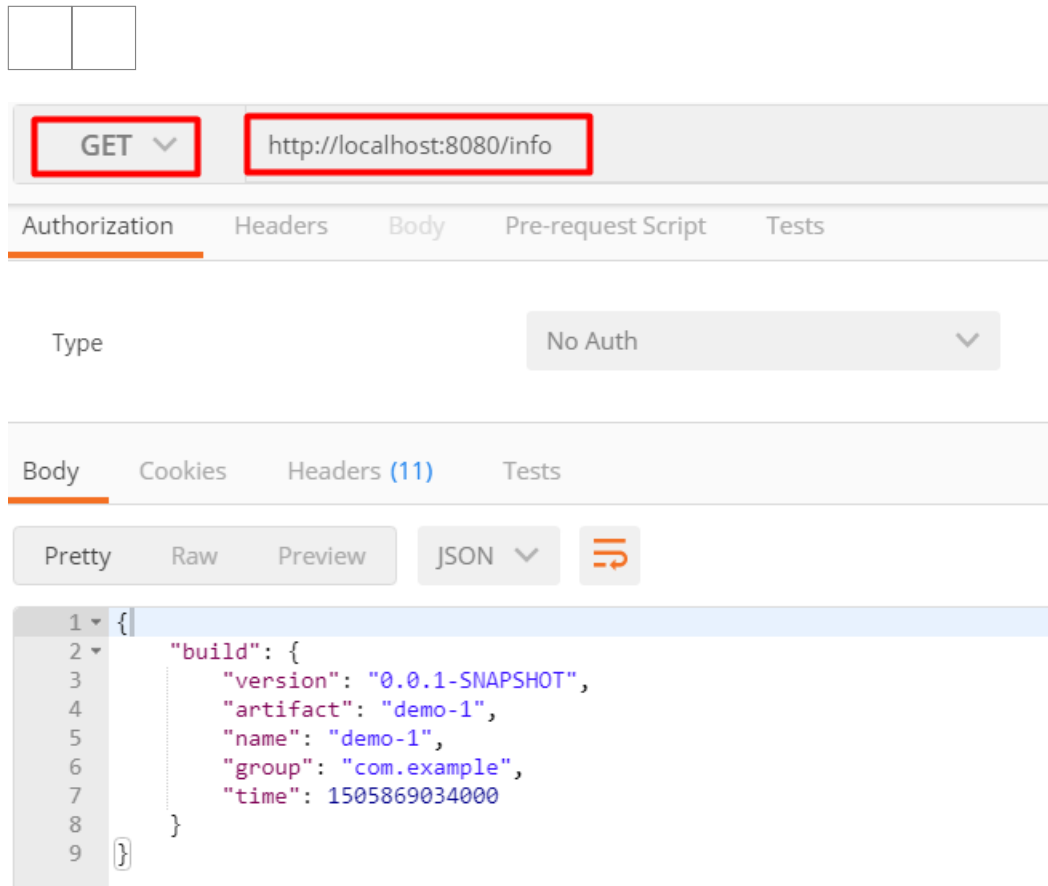 GET http://localhost:8080/info
Authorization Headers Body Pre-request Script Tests
Type No Auth
Body Cookies Headers (11) Tests
Pretty Raw Preview JSON
1 {
2 "build": {
3 "version": "0.0.1-SNAPSHOT",
4 "artifact": "demo-1",
5 "name": "demo-1",
6 "group": "com.example",
7 "time": 1505869034000
8 }
9 }